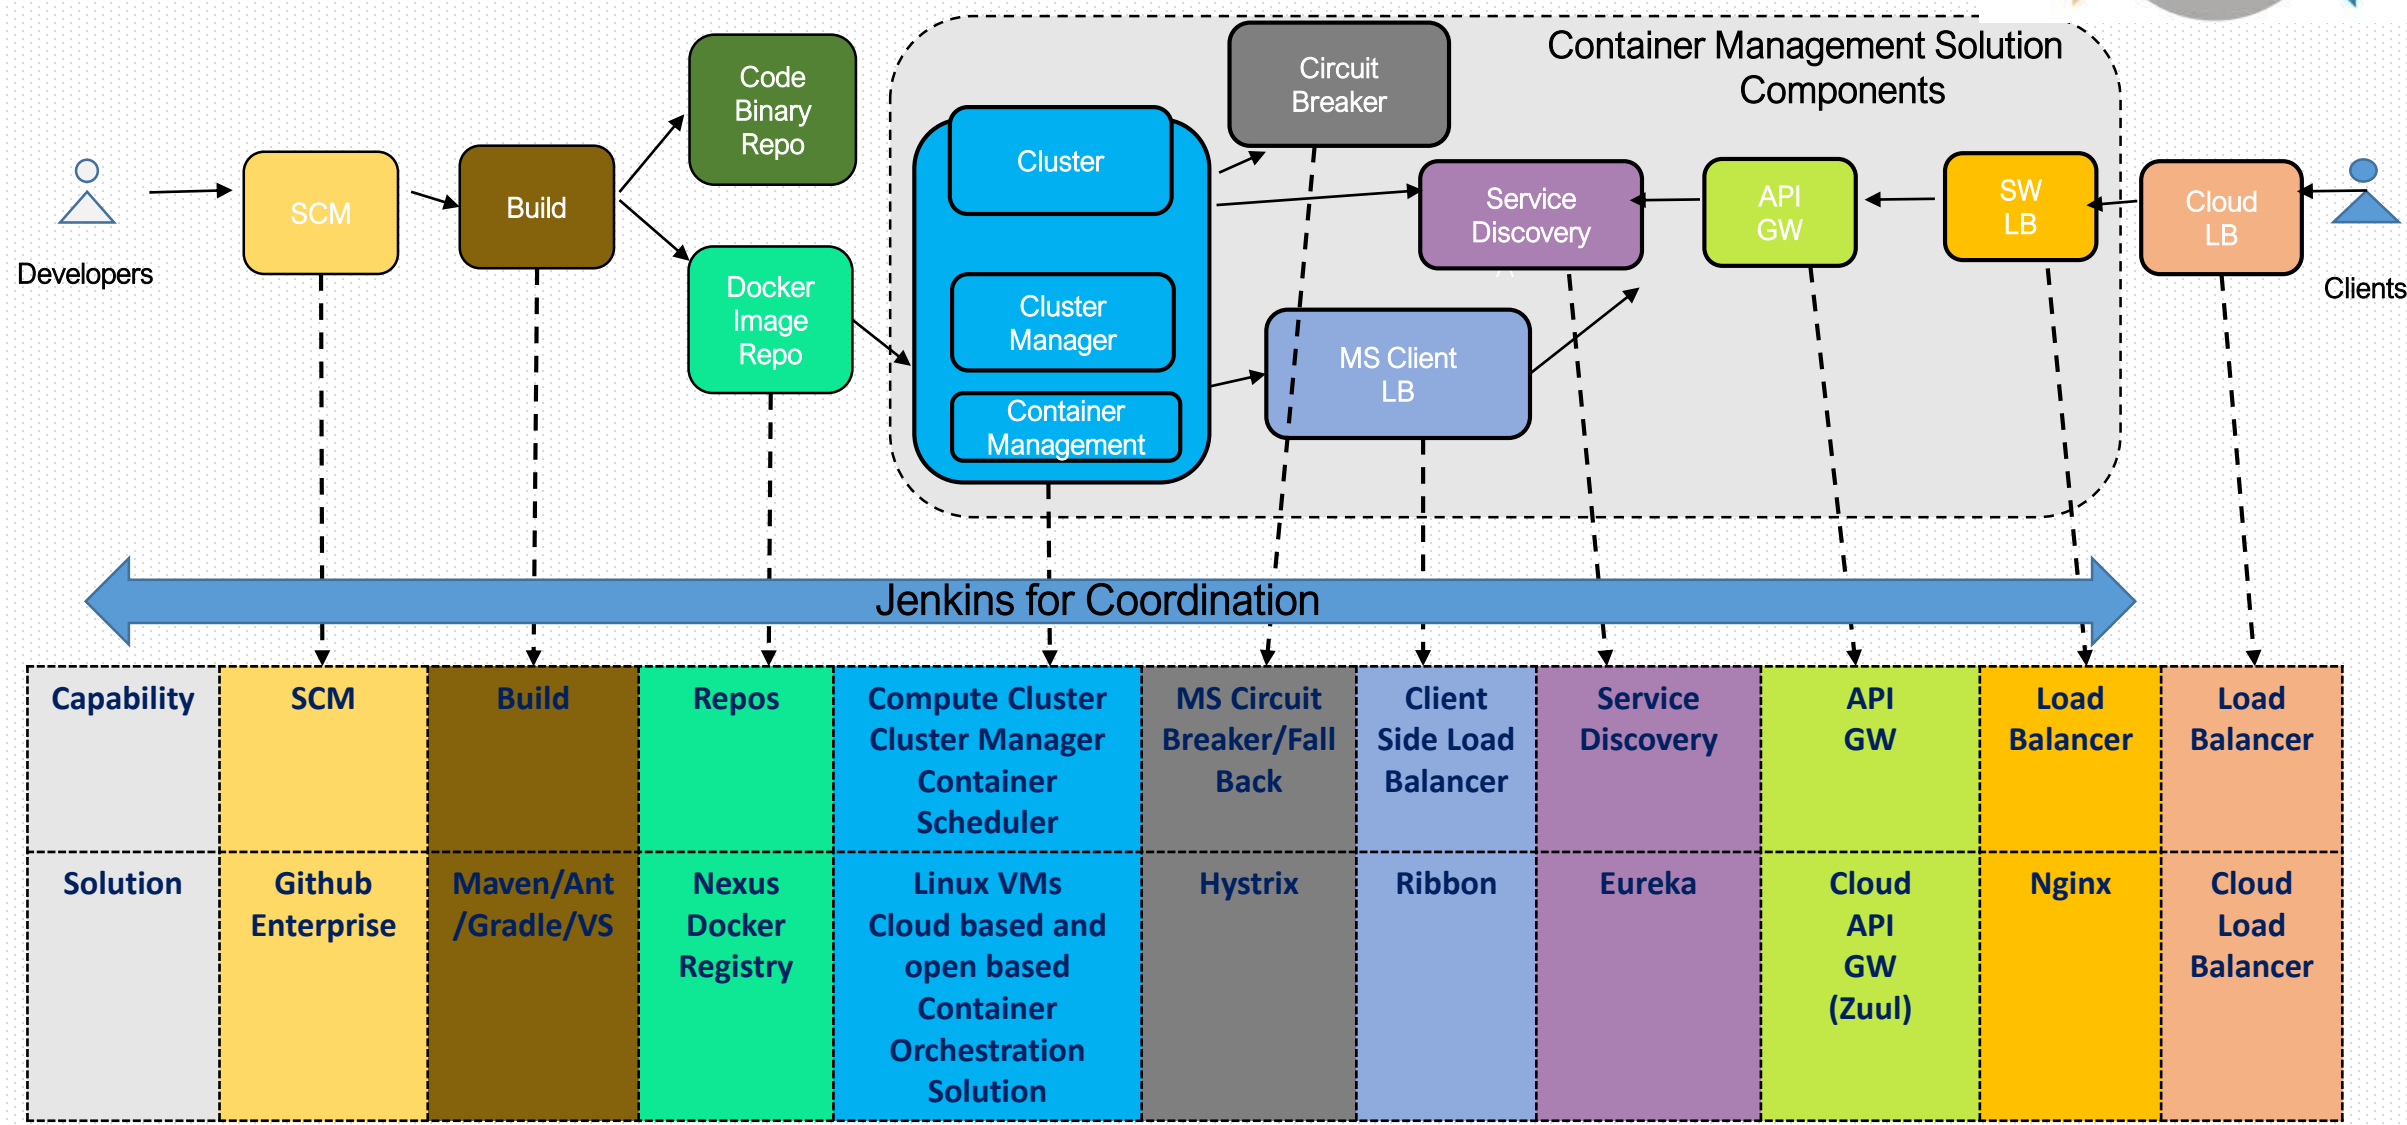 Container Management Solution
Components
Code
Binary
Repo
Circuit
Breaker
Cluster
SCM
Build
Service
Discovery
API
GW
SW
LB
Cloud
LB
Developers
Clients
Docker
Image
Repo
Cluster
Manager
MS Client
LB
Container
Management
Jenkins for Coordination
Capability
SCM
Build
Repos
Compute Cluster
Cluster Manager
Container
Scheduler
MS Circuit
Breaker/Fall
Back
Client
Side Load
Balancer
Service
Discovery
API
GW
Load
Balancer
Load
Balancer
Solution
Github
Enterprise
Maven/Ant
/Gradle/VS
Nexus
Docker
Registry
Linux VMs
Cloud based and
open based
Container
Orchestration
Solution
Hystrix
Ribbon
Eureka
Cloud
API
GW
(Zuul)
Nginx
Cloud
Load
Balancer